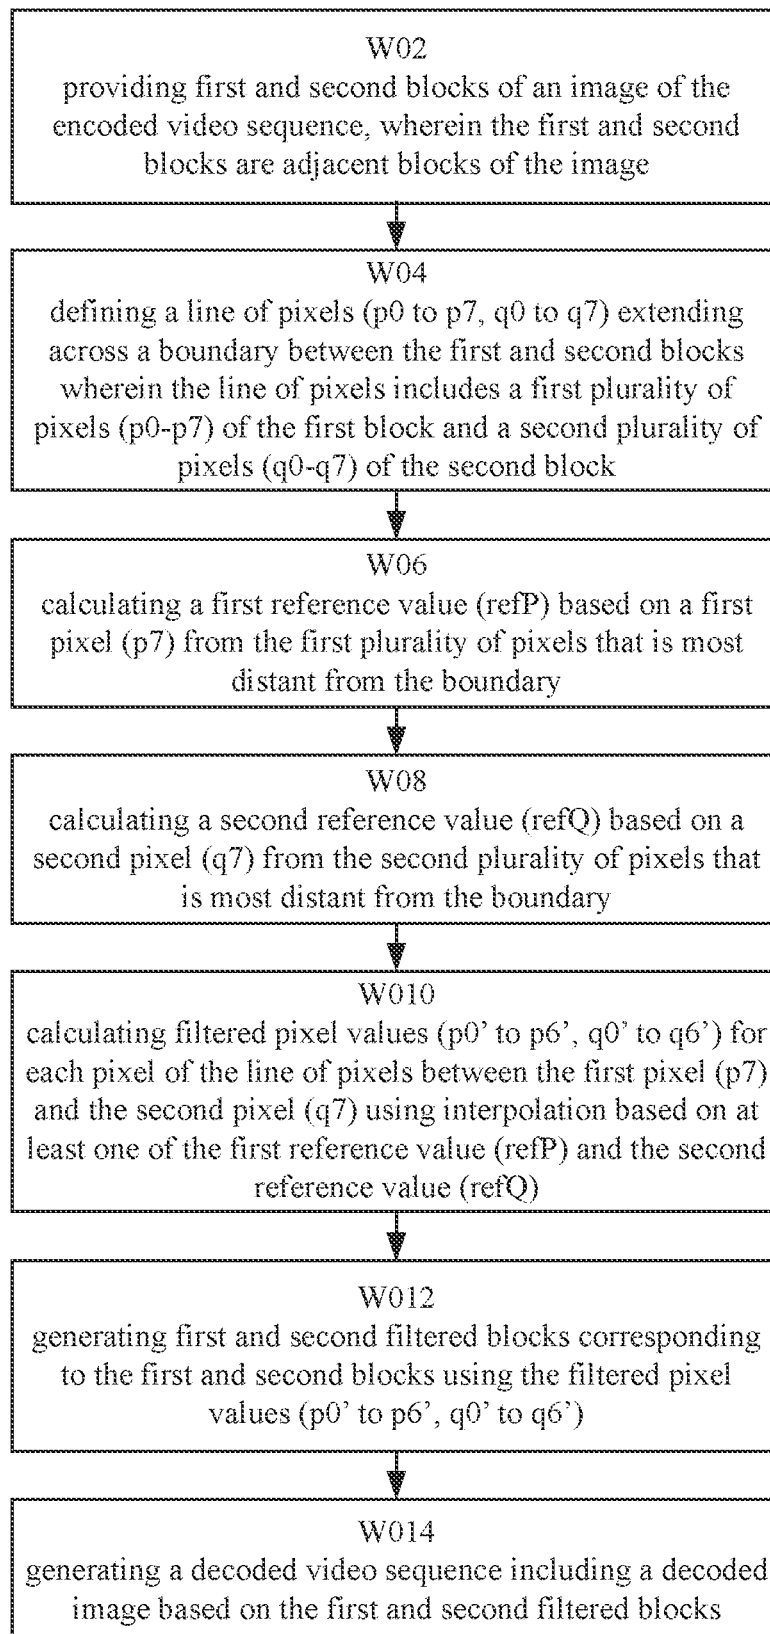 W02
providing first and second blocks of an image of the
encoded video sequence, wherein the first and second
blocks are adjacent blocks of the image
W04
defining a line of pixels (p0 to p7, q0 to q7) extending
across a boundary between the first and second blocks
wherein the line of pixels includes a first plurality of
pixels (p0-p7) of the first block and a second plurality of
pixels (q0-q7) of the second block
W06
calculating a first reference value (refP) based on a first
pixel (p7) from the first plurality of pixels that is most
distant from the boundary
W08
calculating a second reference value (refQ) based on a
second pixel (q7) from the second plurality of pixels that
is most distant from the boundary
W010
calculating filtered pixel values (p0' to p6', q0' to q6') for
each pixel of the line of pixels between the first pixel (p7)
and the second pixel (q7) using interpolation based on at
least one of the first reference value (refP) and the second
reference value (refQ)
W012
generating first and second filtered blocks corresponding
to the first and second blocks using the filtered pixel
values (p0' to p6', q0' to q6')
W014
generating a decoded video sequence including a decoded
image based on the first and second filtered blocks